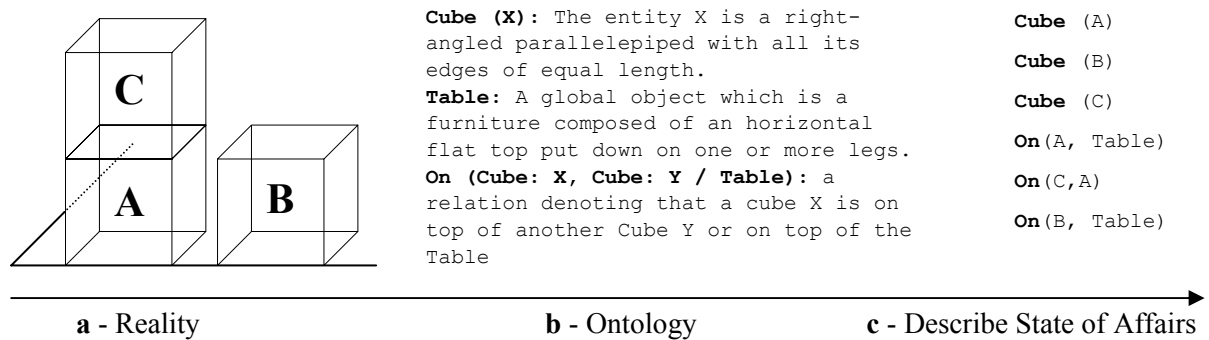 C
A
B
Cube (X): The entity X is a right-
angled parallelepiped with all its
edges of equal length.
Table: A global object which is a
furniture composed of an horizontal
flat top put down on one or more legs.
On (Cube: X, Cube: Y / Table): a
relation denoting that a cube X is on
top of another Cube Y or on top of the
Table
Cube (A)
Cube (B)
Cube (C)
On(A, Table)
On(C,A)
On(B, Table)
a - Reality
b - Ontology
c - Describe State of Affairs